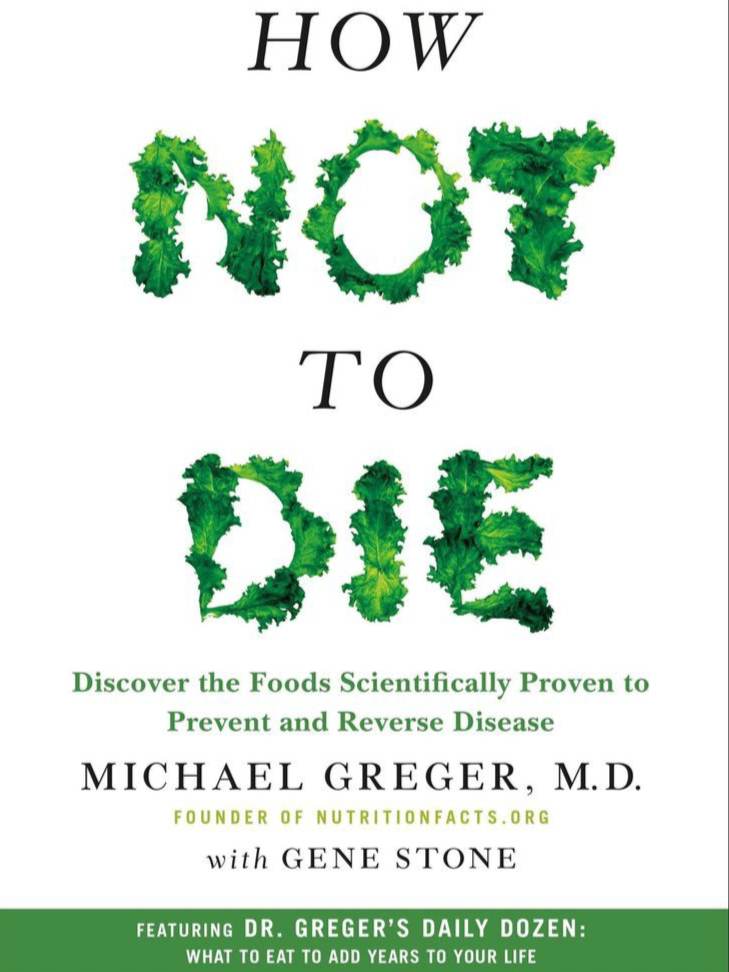 HOW
NOT
TO
DIE
Discover the Foods Scientifically Proven to
Prevent and Reverse Disease
MICHAEL GREGER, M.D.
FOUNDER OF NUTRITIONFACTS.ORG
with GENE STONE
FEATURING DR. GREGER'S DAILY DOZEN:
WHAT TO EAT TO ADD YEARS TO YOUR LIFE